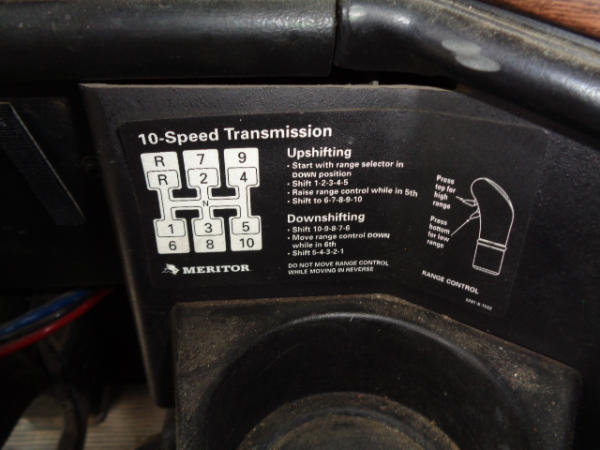 10-Speed Transmission
R 7 9
R 2 4
N
1 3 5
6 8 10
MERITOR
Upshifting
· Start with range selector in
DOWN position
· Shift 1-2-3-4-5
· Raise range control while in 5th
· Shift to 6-7-8-9-10
Downshifting
· Shift 10-9-8-7-6
· Move range control DOWN
while in 6th
· Shift 5-4-3-2-1
DO NOT MOVE RANGE CONTROL
WHILE MOVING IN REVERSE
Press
top for
high
range
Press
bottom
for low
range
RANGE CONTROL